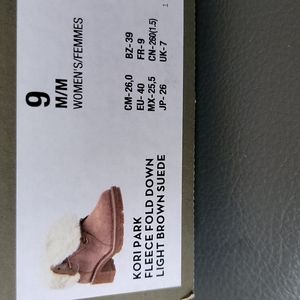 9
M/M
WOMEN'S/FEMMES
CM-26,0
EU- 40
MX-25,5
JP- 26
BZ-39
FR-9
CN-260(1.5)
UK-7
1
KORI PARK
FLEECE FOLD DOWN
LIGHT BROWN SUEDE